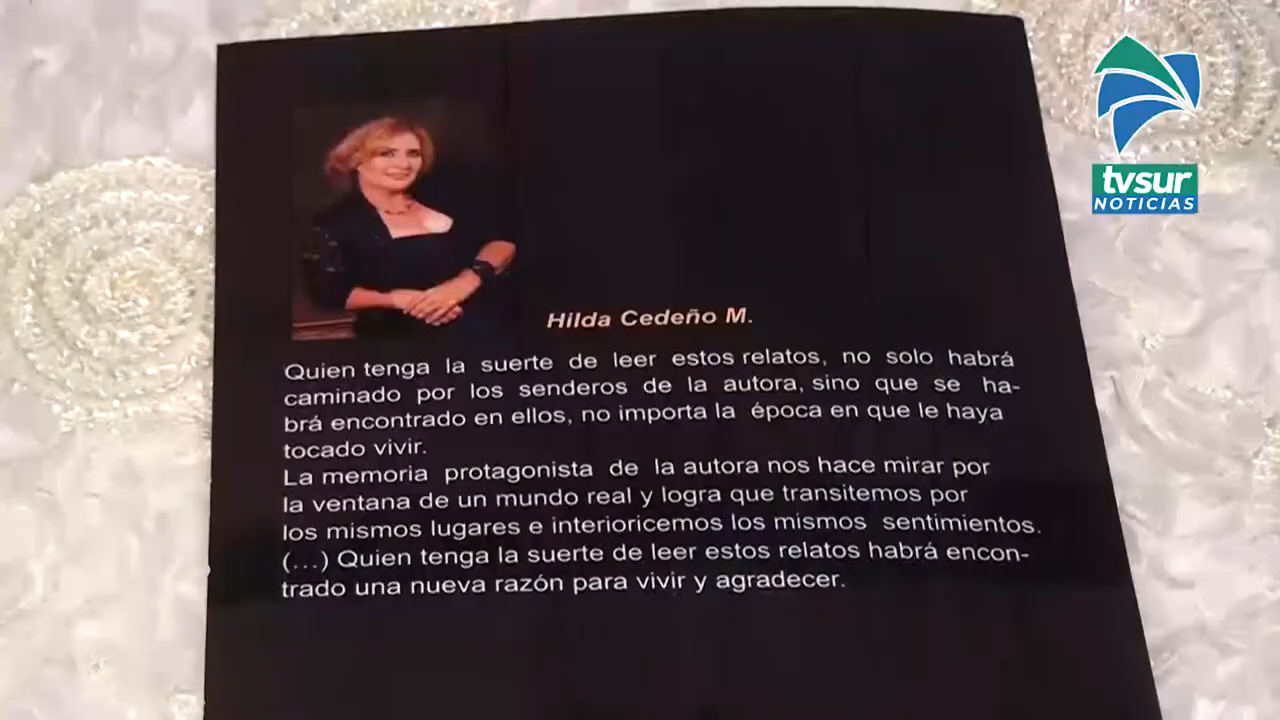 tvsur
NOTICIAS
Hilda Cedeño M.
Quien tenga la suerte de leer estos relatos, no solo habrá
caminado por los senderos de la autora, sino que se ha-
brá encontrado en ellos, no importa la época en que le haya
tocado vivir.
La memoria protagonista de la autora nos hace mirar por
la ventana de un mundo real y logra que transitemos por
los mismos lugares e interioricemos los mismos sentimientos.
(...) Quien tenga la suerte de leer estos relatos habrá encon-
trado una nueva razón para vivir y agradecer.